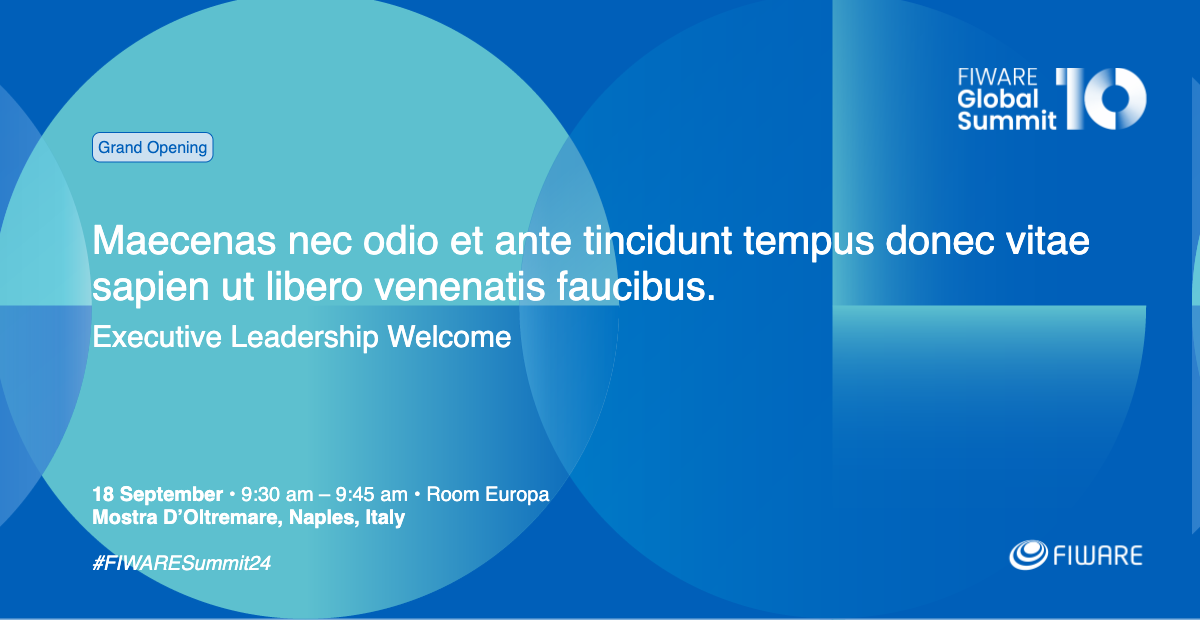 FIWARE
Global
Summit 10
Grand Opening
Maecenas nec odio et ante tincidunt tempus donec vitae
sapien ut libero venenatis faucibus.
Executive Leadership Welcome
18 September • 9:30 am – 9:45 am • Room Europa
Mostra D’Oltremare, Naples, Italy
#FIWARESummit24
FIWARE